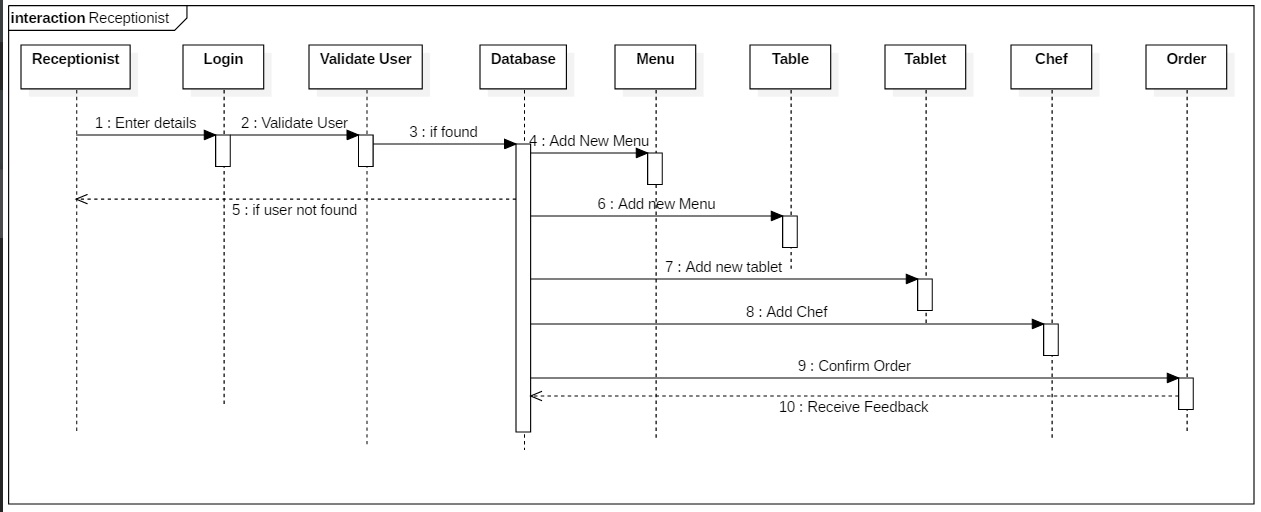 interaction Receptionist
Receptionist
Login
Validate User
Database
Menu
Table
Tablet
Chef
Order
1 : Enter details
2 : Validate User
3 : if found
4 : Add New Menu
5 : if user not found
6 : Add new Menu
7 : Add new tablet
8 : Add Chef
9 : Confirm Order
10 : Receive Feedback